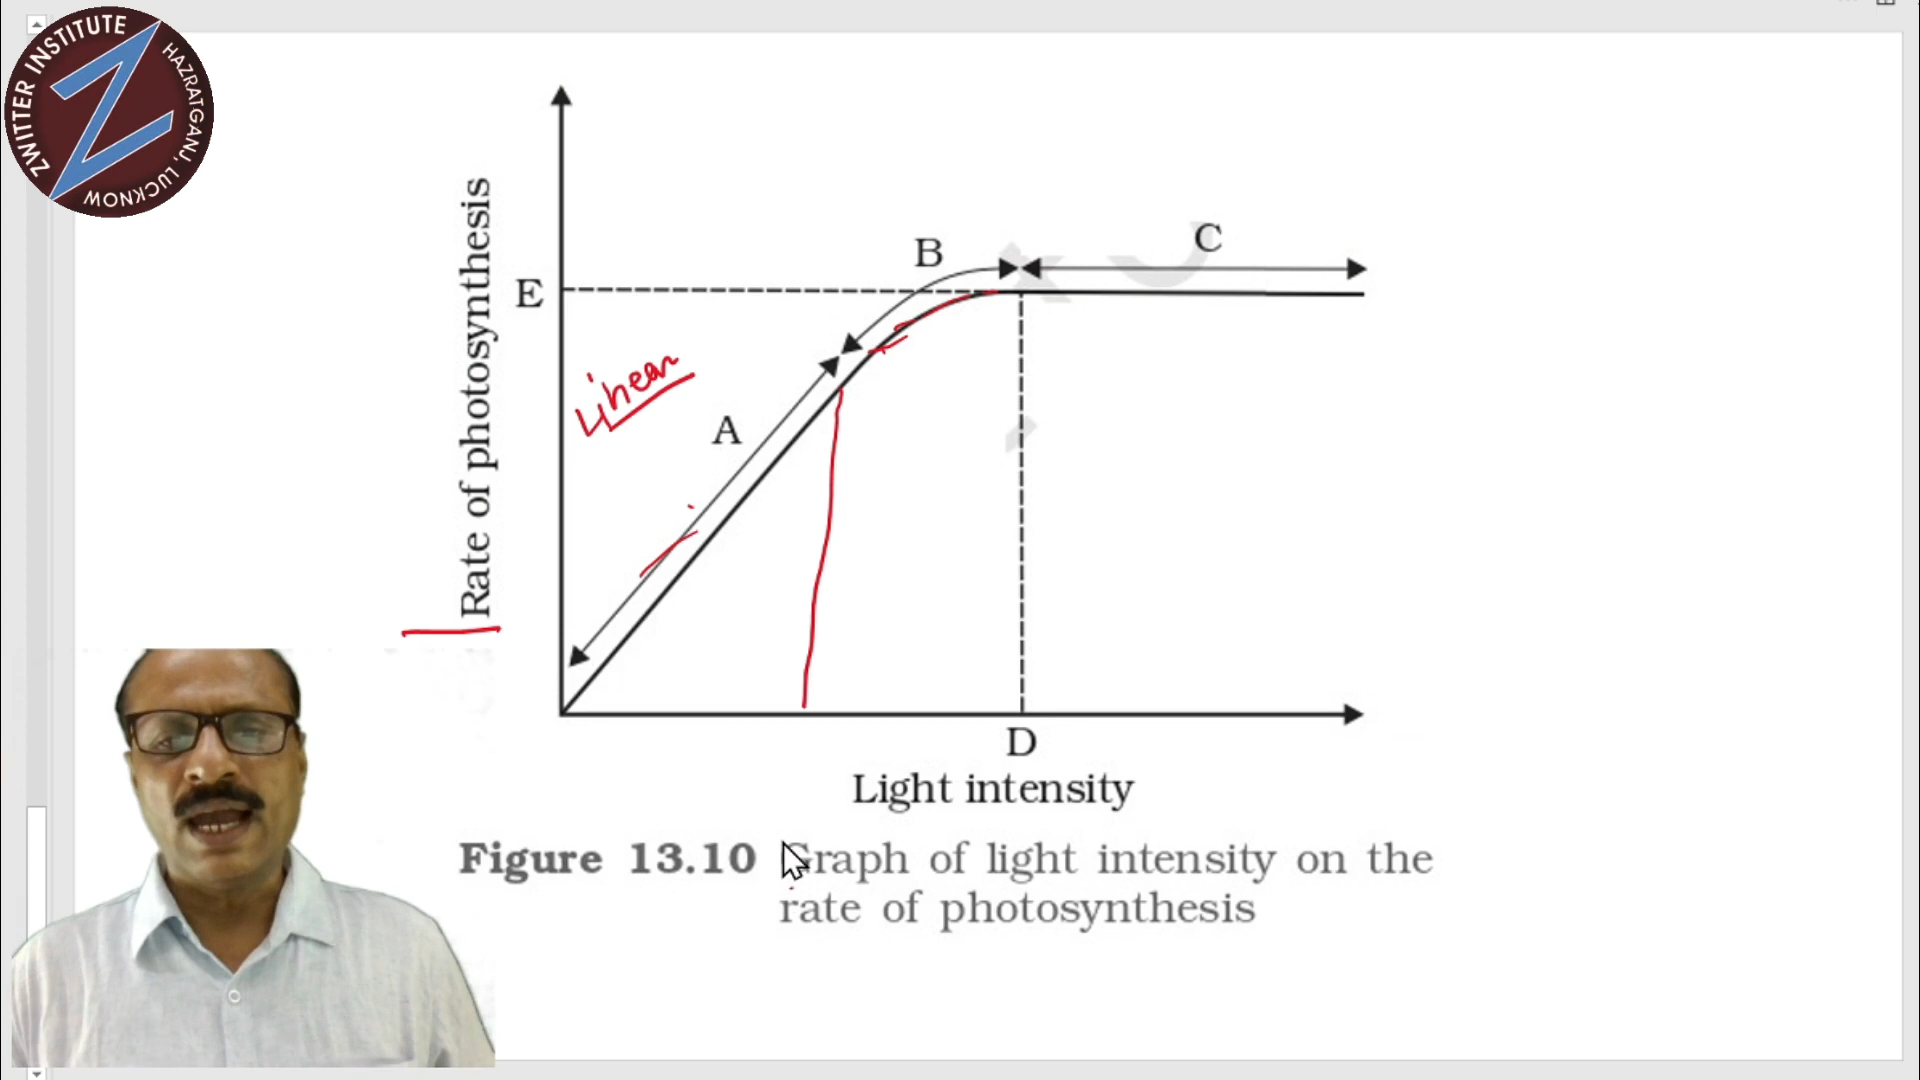 ZWITTER INSTITUTE
HAZRATGANJ, LUCKNOW
Z
Rate of photosynthesis
E
B
C
Linear
A
D
Light intensity
Figure 13.10 Graph of light intensity on the
rate of photosynthesis